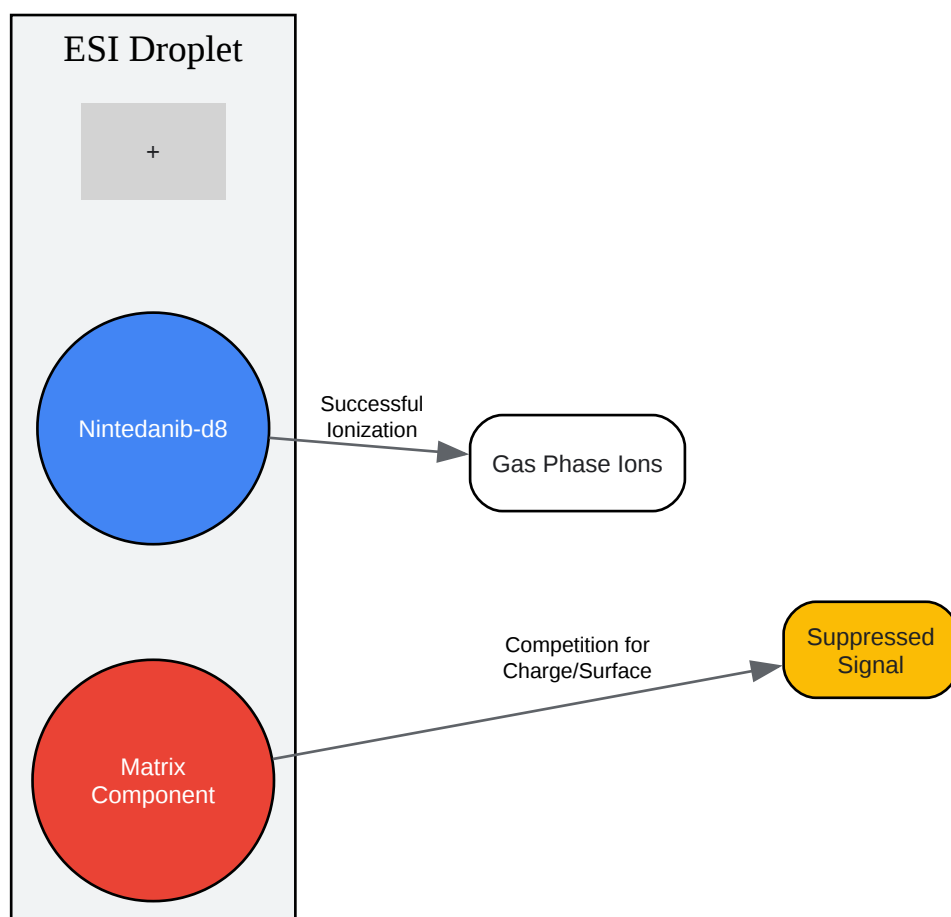 ESI Droplet
+
Nintedanib-d8
Successful
Ionization
Gas Phase Ions
Competition for
Charge/Surface
Suppressed
Signal
Matrix
Component